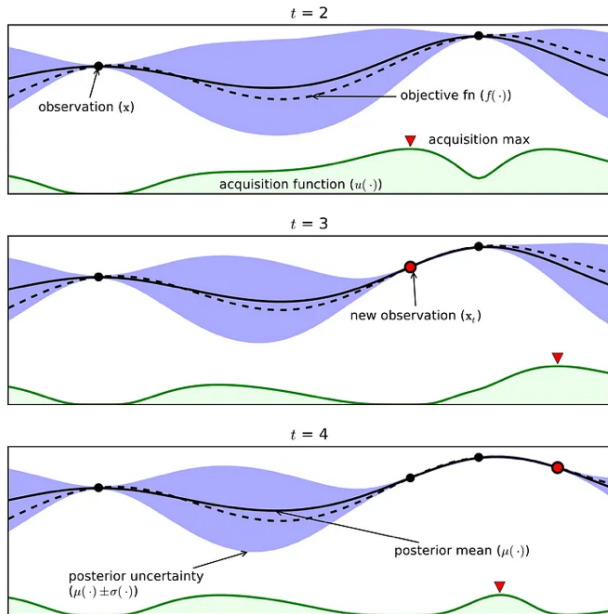 t = 2
observation (x)
objective fn (f(·))
acquisition max
acquisition function (u(·))
t = 3
new observation (xₜ)
t = 4
posterior mean (μ(·))
posterior uncertainty
(μ(·)±σ(·))